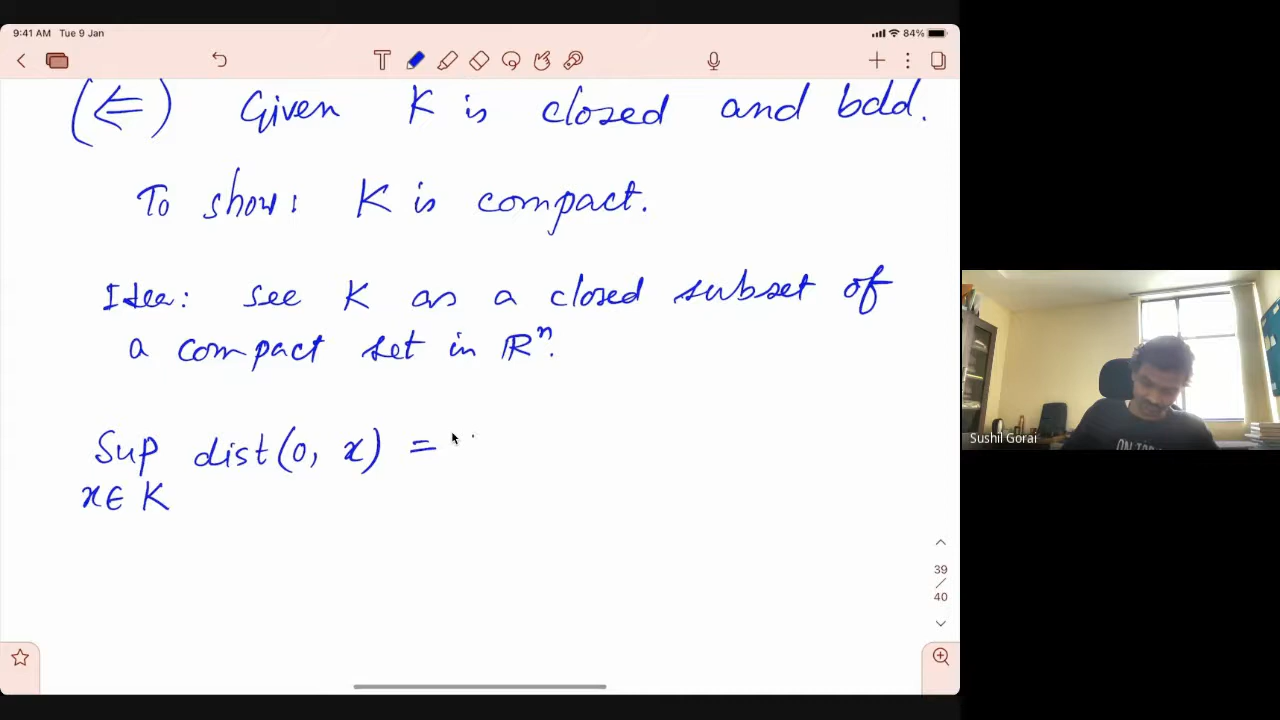 9:41 AM Tue 9 Jan
84%
(⇐) Given K is closed and bdd.
To show: K is compact.
Idea: see K as a closed subset of
a compact set in ℝⁿ.
Sup dist(0, x) =
x∈ K
39
/
40
Sushil Gorai